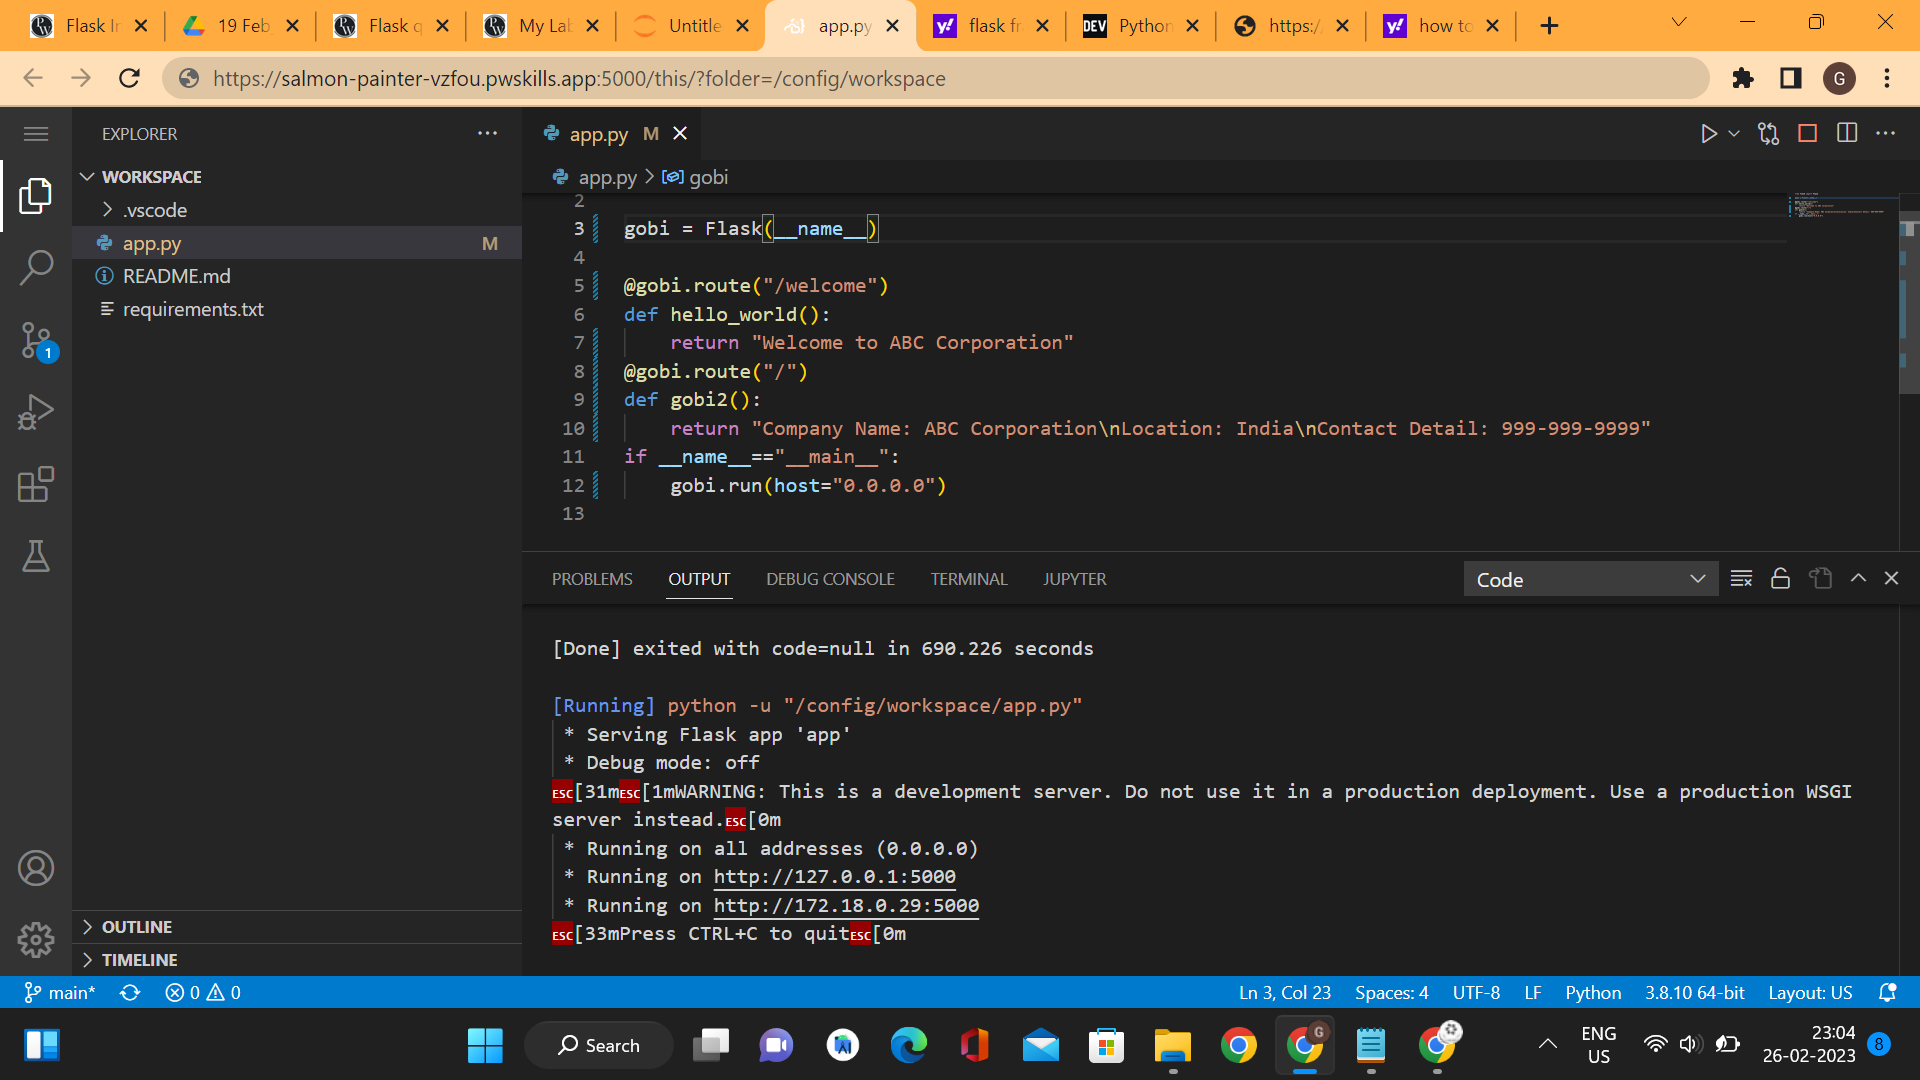 Flask In
19 Feb
Flask q
My Lab
Untitle
app.py
flask fr
DEV Python
https:/
how to
https://salmon-painter-vzfou.pwskills.app:5000/this/?folder=/config/workspace
G
EXPLORER
app.py M
WORKSPACE
app.py > gobi
.vscode
app.py M
README.md
requirements.txt
2
3 gobi = Flask(__name__)
4
5 @gobi.route("/welcome")
6 def hello_world():
7 return "Welcome to ABC Corporation"
8 @gobi.route("/")
9 def gobi2():
10 return "Company Name: ABC Corporation\nLocation: India\nContact Detail: 999-999-9999"
11 if __name__=="__main__":
12 gobi.run(host="0.0.0.0")
13
1
PROBLEMS OUTPUT DEBUG CONSOLE TERMINAL JUPYTER
Code
[Done] exited with code=null in 690.226 seconds
[Running] python -u "/config/workspace/app.py"
* Serving Flask app 'app'
* Debug mode: off
ESC[31mESC[1mWARNING: This is a development server. Do not use it in a production deployment. Use a production WSGI
server instead.ESC[0m
* Running on all addresses (0.0.0.0)
* Running on http://127.0.0.1:5000
* Running on http://172.18.0.29:5000
ESC[33mPress CTRL+C to quitESC[0m
OUTLINE
TIMELINE
main* 0 0
Ln 3, Col 23 Spaces: 4 UTF-8 LF Python 3.8.10 64-bit Layout: US
Search
G
ENG
US
23:04
26-02-2023
8